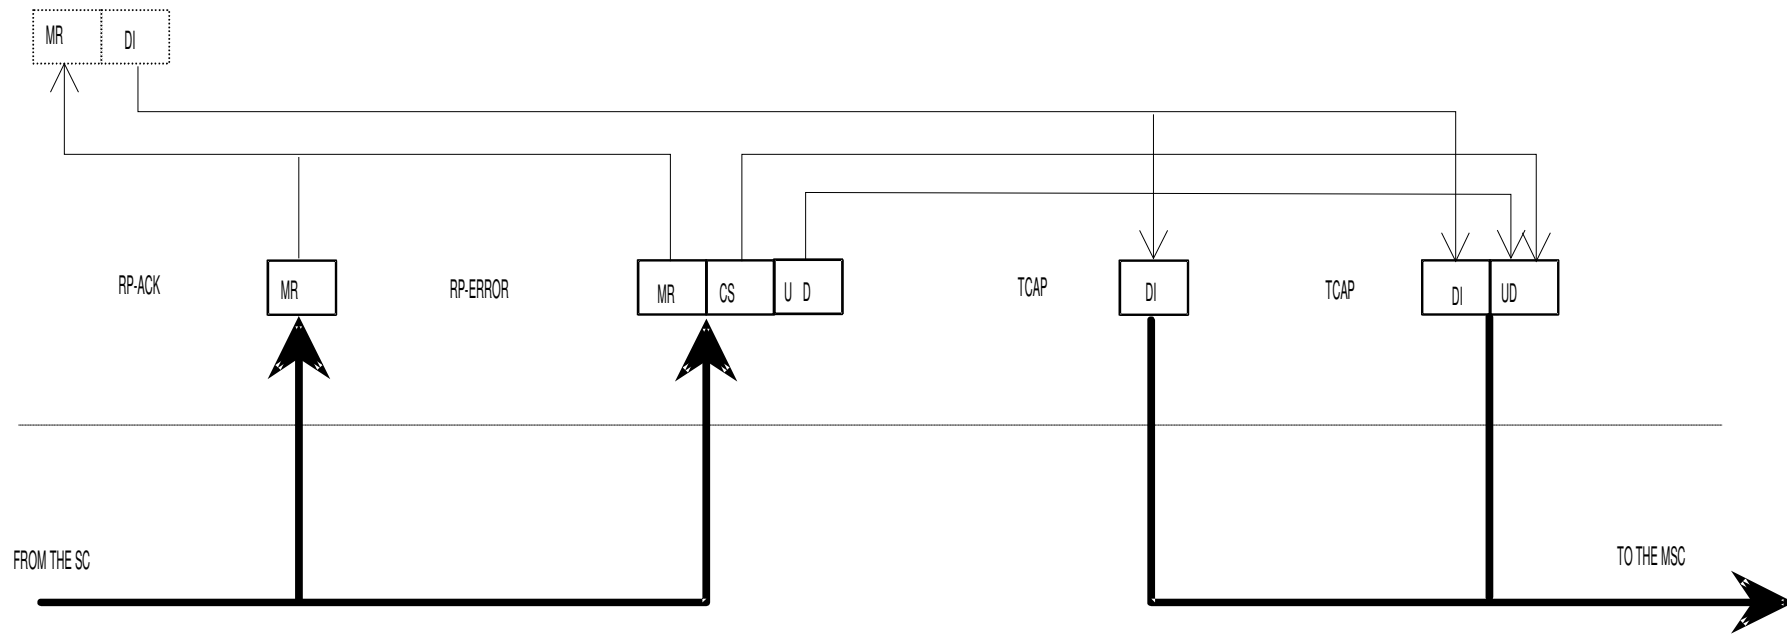 MR DI
RP-ACK MR RP-ERROR MR CS U D TCAP DI TCAP DI UD
FROM THE SC TO THE MSC